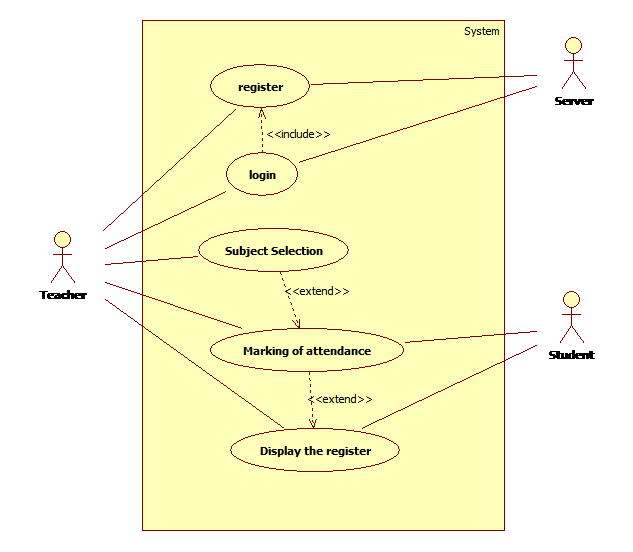 System
register
Server
<<include>>
login
Subject Selection
Teacher
<<extend>>
Marking of attendance
Student
<<extend>>
Display the register